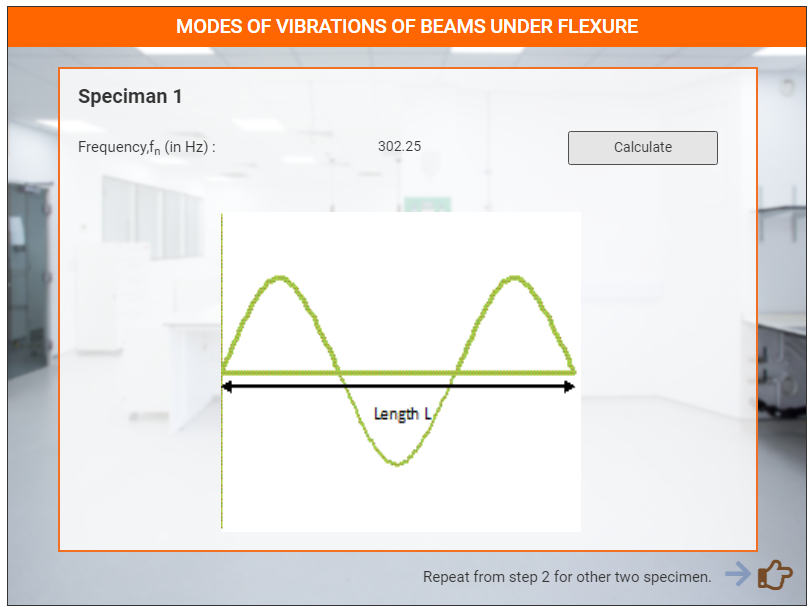 MODES OF VIBRATIONS OF BEAMS UNDER FLEXURE
Speciman 1
Frequency,fn (in Hz) : 302.25 Calculate
Length L
Repeat from step 2 for other two specimen.